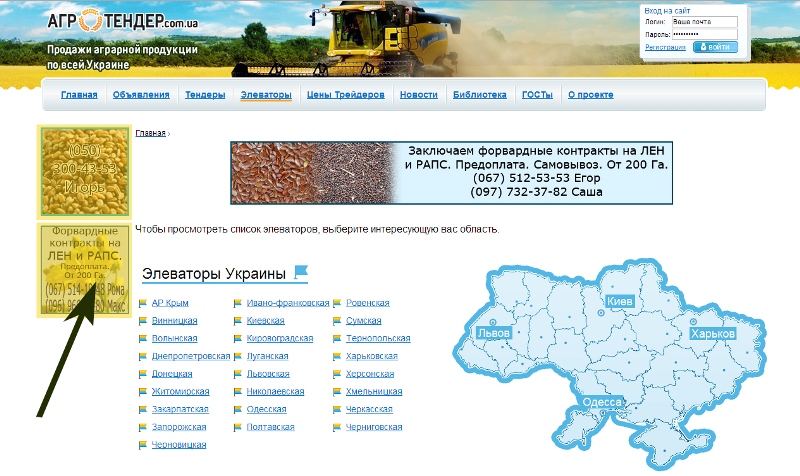 АГРОТЕНДЕР.com.ua
Продажи аграрной продукции
по всей Украине
Вход на сайт
Логин: Ваша почта
Пароль: ••••••••••
Регистрация ВОЙТИ
Главная Объявления Тендеры Элеваторы Цены Трейдеров Новости Библиотека ГОСТы О проекте
(050)
300-43-53
Игорь
Форвардные
контракты на
ЛЕН и РАПС.
Предоплата.
От 200 Га.
(067) 514- Рома
(096) Макс
Главная ›
Заключаем форвардные контракты на ЛЕН
и РАПС. Предоплата. Самовывоз. От 200 Га.
(067) 512-53-53 Егор
(097) 732-37-82 Саша
Чтобы просмотреть список элеваторов, выберите интересующую вас область.
Элеваторы Украины
АР Крым Ивано-франковская Ровенская
Винницкая Киевская Сумская
Волынская Кировоградская Тернопольская
Днепропетровская Луганская Харьковская
Донецкая Львовская Херсонская
Житомирская Николаевская Хмельницкая
Закарпатская Одесская Черкасская
Запорожская Полтавская Черниговская
Черновицкая
Киев
Львов
Харьков
Одесса